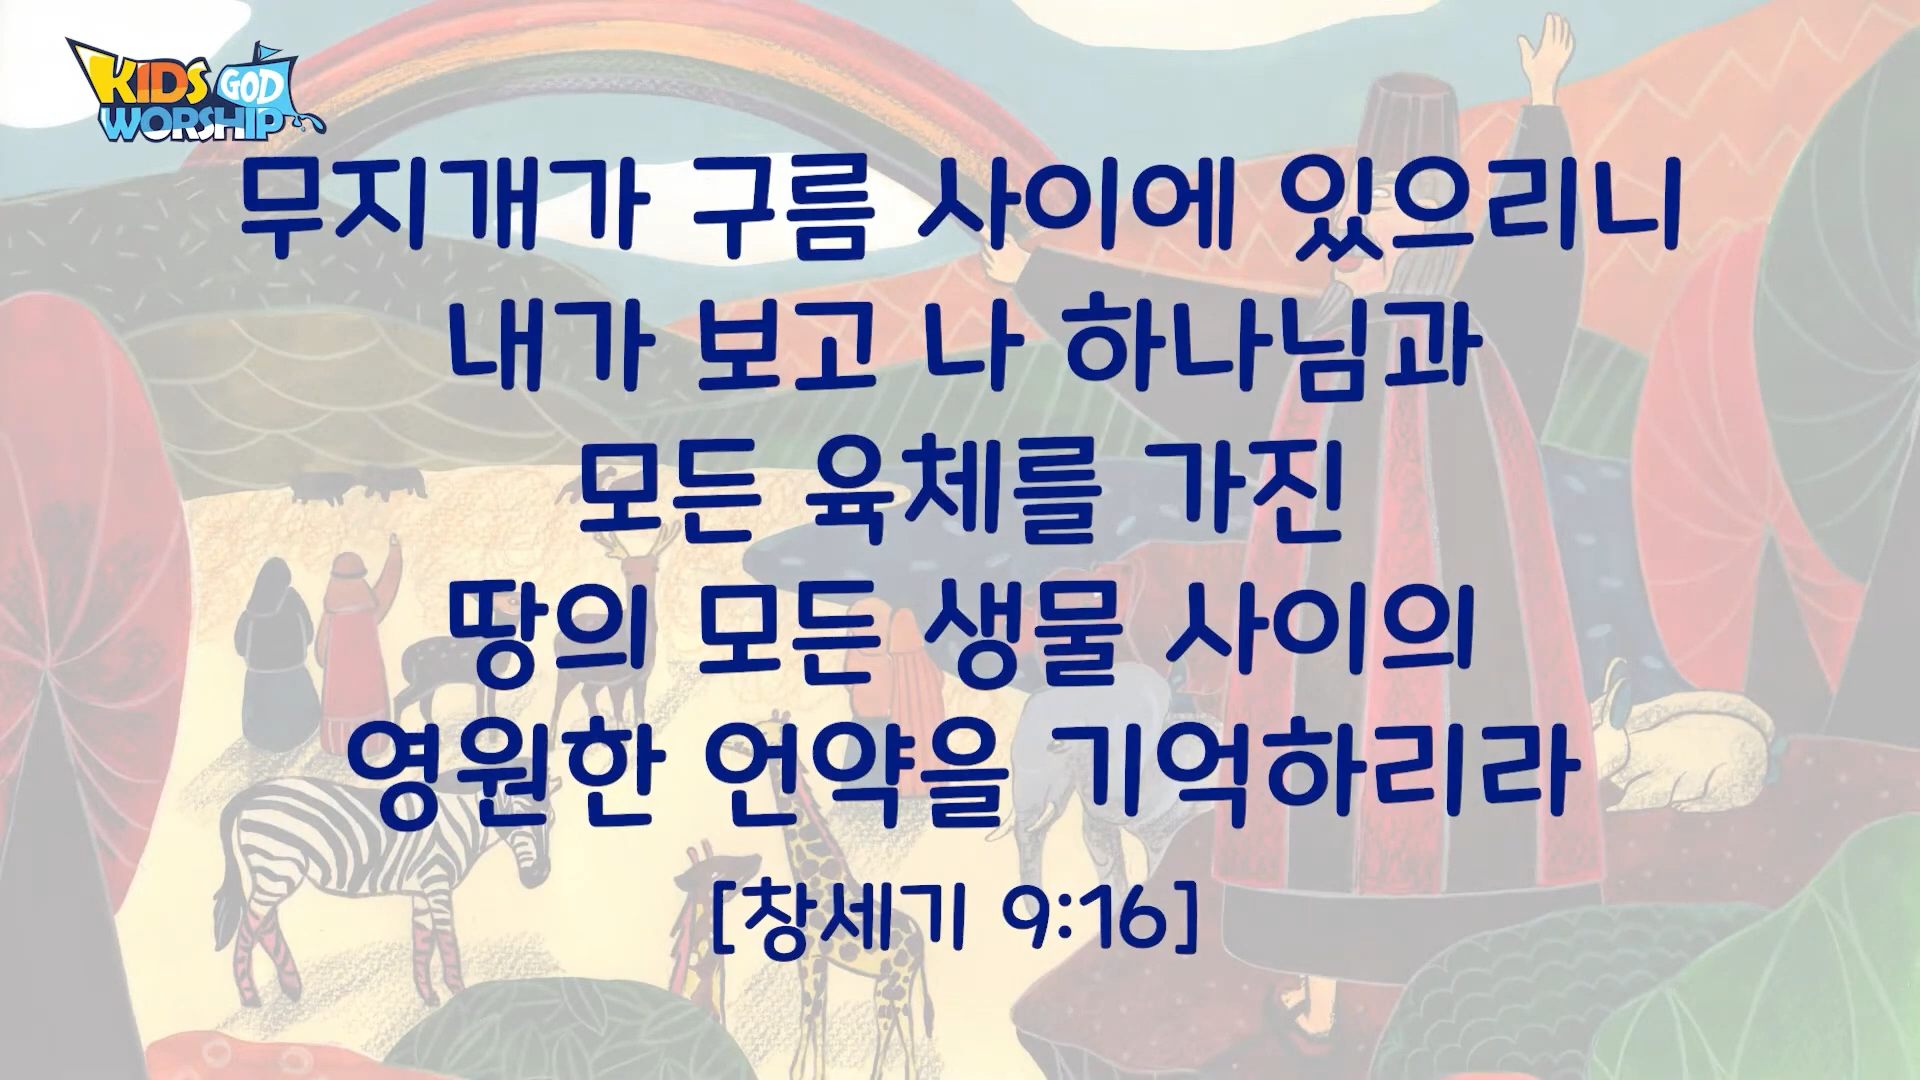 KIDS GOD
WORSHIP
무지개가 구름 사이에 있으리니
내가 보고 나 하나님과
모든 육체를 가진
땅의 모든 생물 사이의
영원한 언약을 기억하리라
[창세기 9:16]